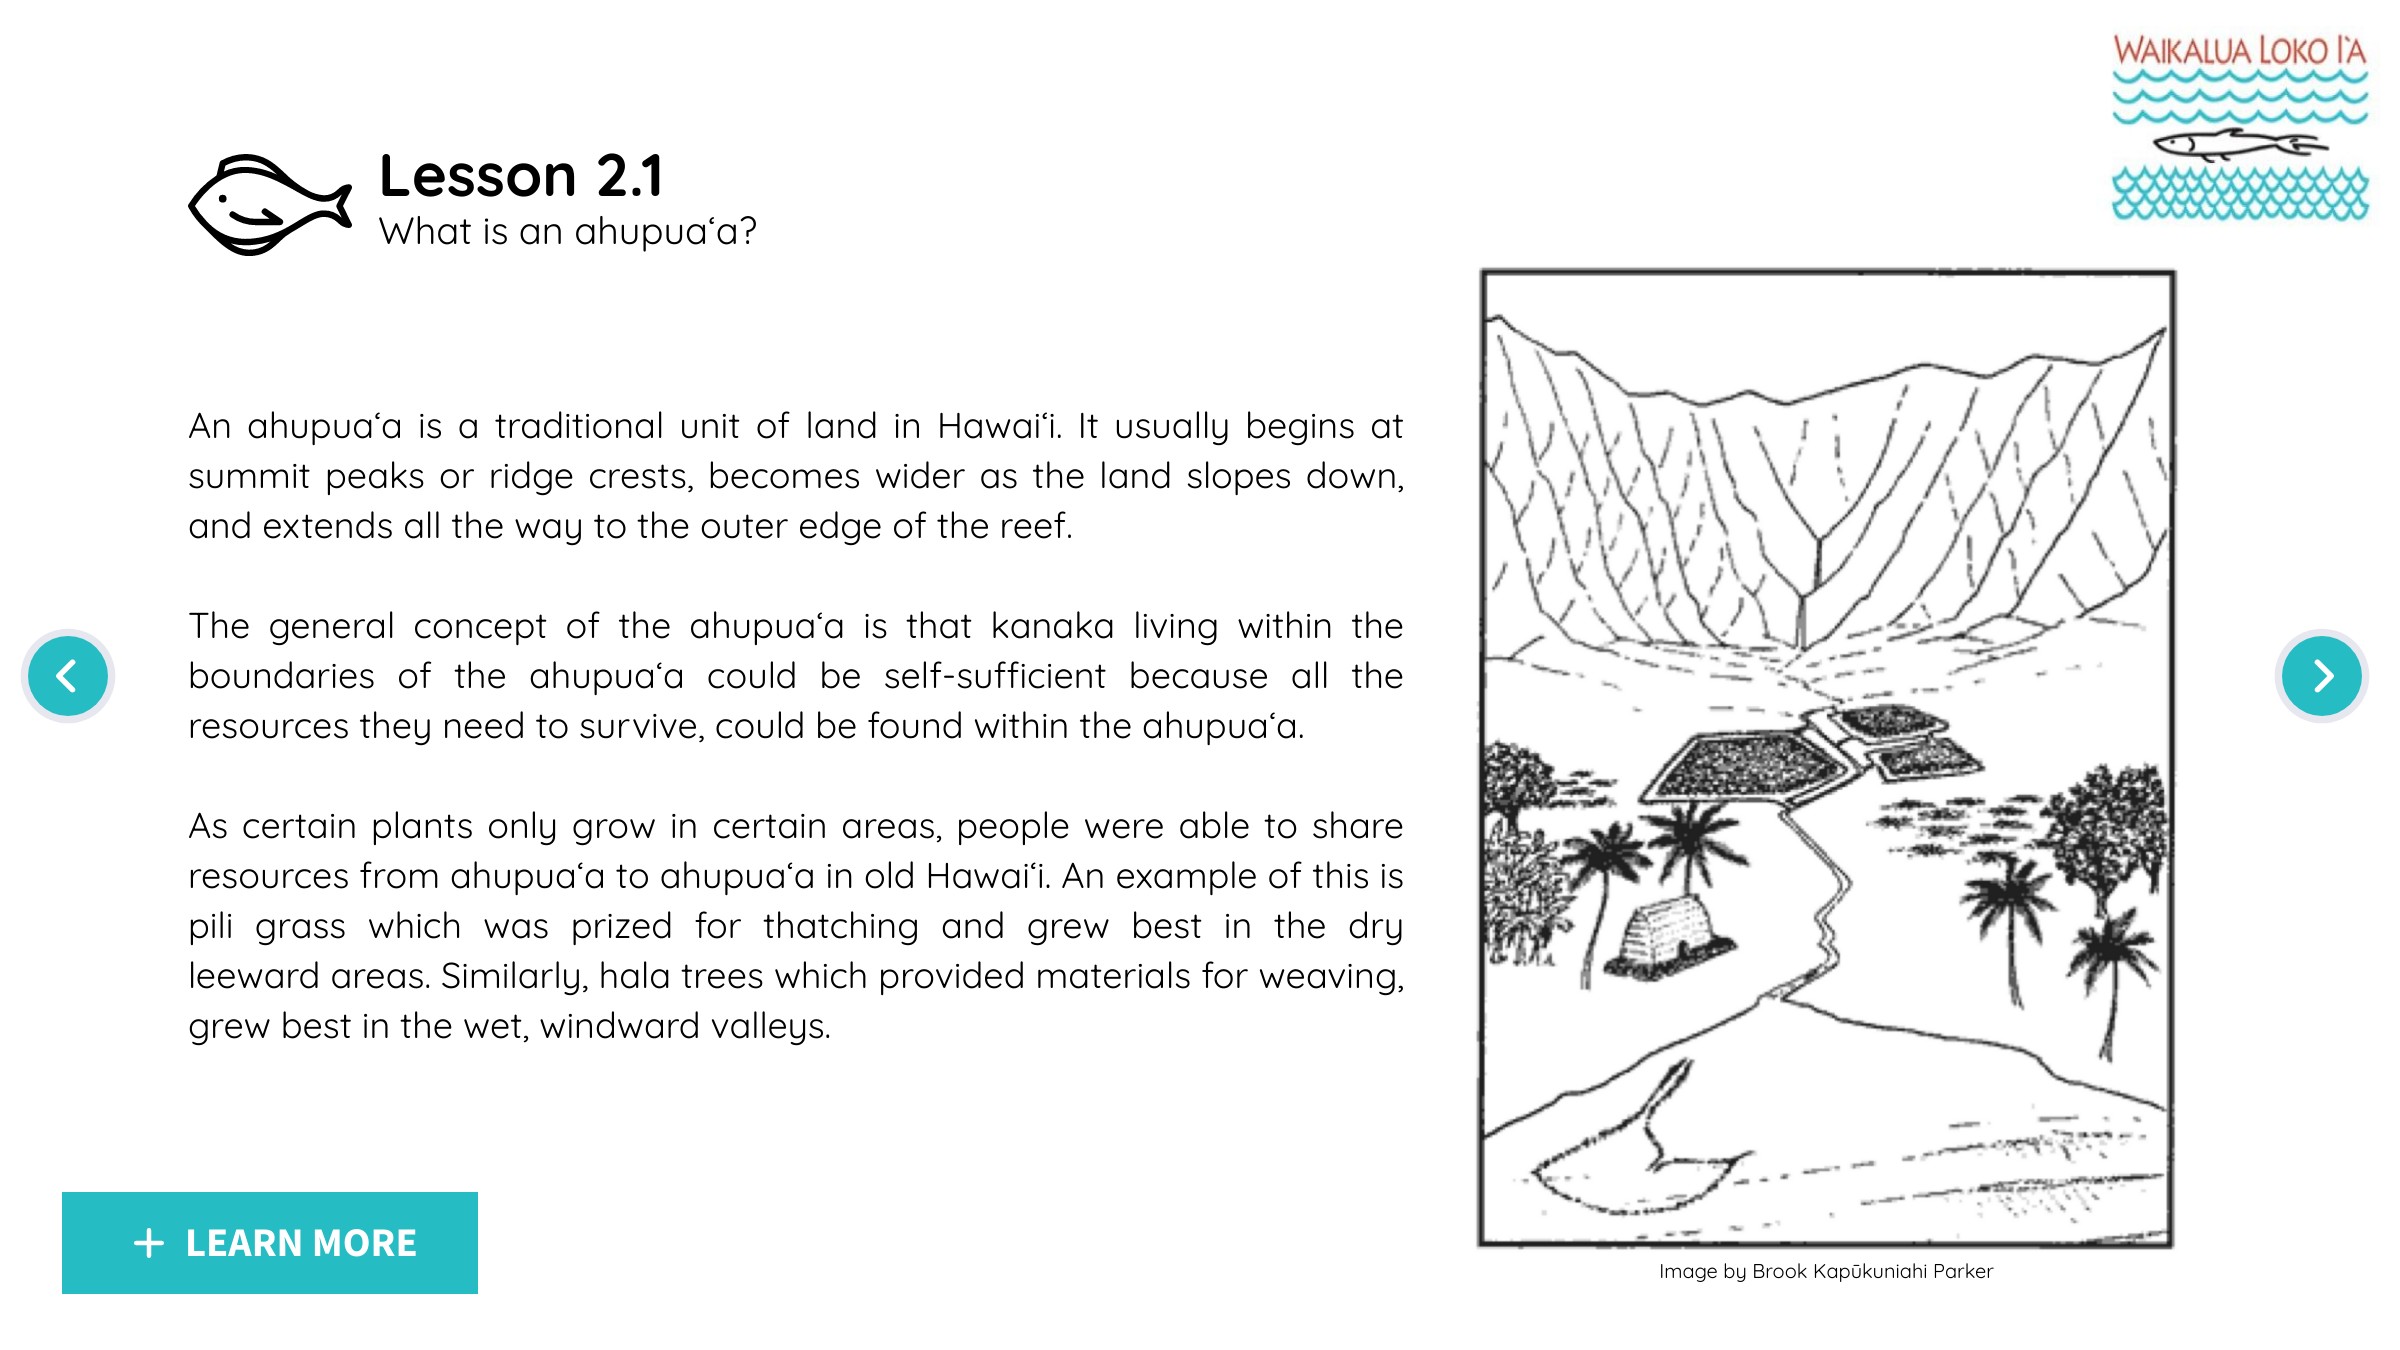 WAIKALUA LOKO I'A
Lesson 2.1
What is an ahupuaʻa?
An ahupuaʻa is a traditional unit of land in Hawaiʻi. It usually begins at
summit peaks or ridge crests, becomes wider as the land slopes down,
and extends all the way to the outer edge of the reef.
The general concept of the ahupuaʻa is that kanaka living within the
boundaries of the ahupuaʻa could be self-sufficient because all the
resources they need to survive, could be found within the ahupuaʻa.
As certain plants only grow in certain areas, people were able to share
resources from ahupuaʻa to ahupuaʻa in old Hawaiʻi. An example of this is
pili grass which was prized for thatching and grew best in the dry
leeward areas. Similarly, hala trees which provided materials for weaving,
grew best in the wet, windward valleys.
+ LEARN MORE
Image by Brook Kapūkuniahi Parker